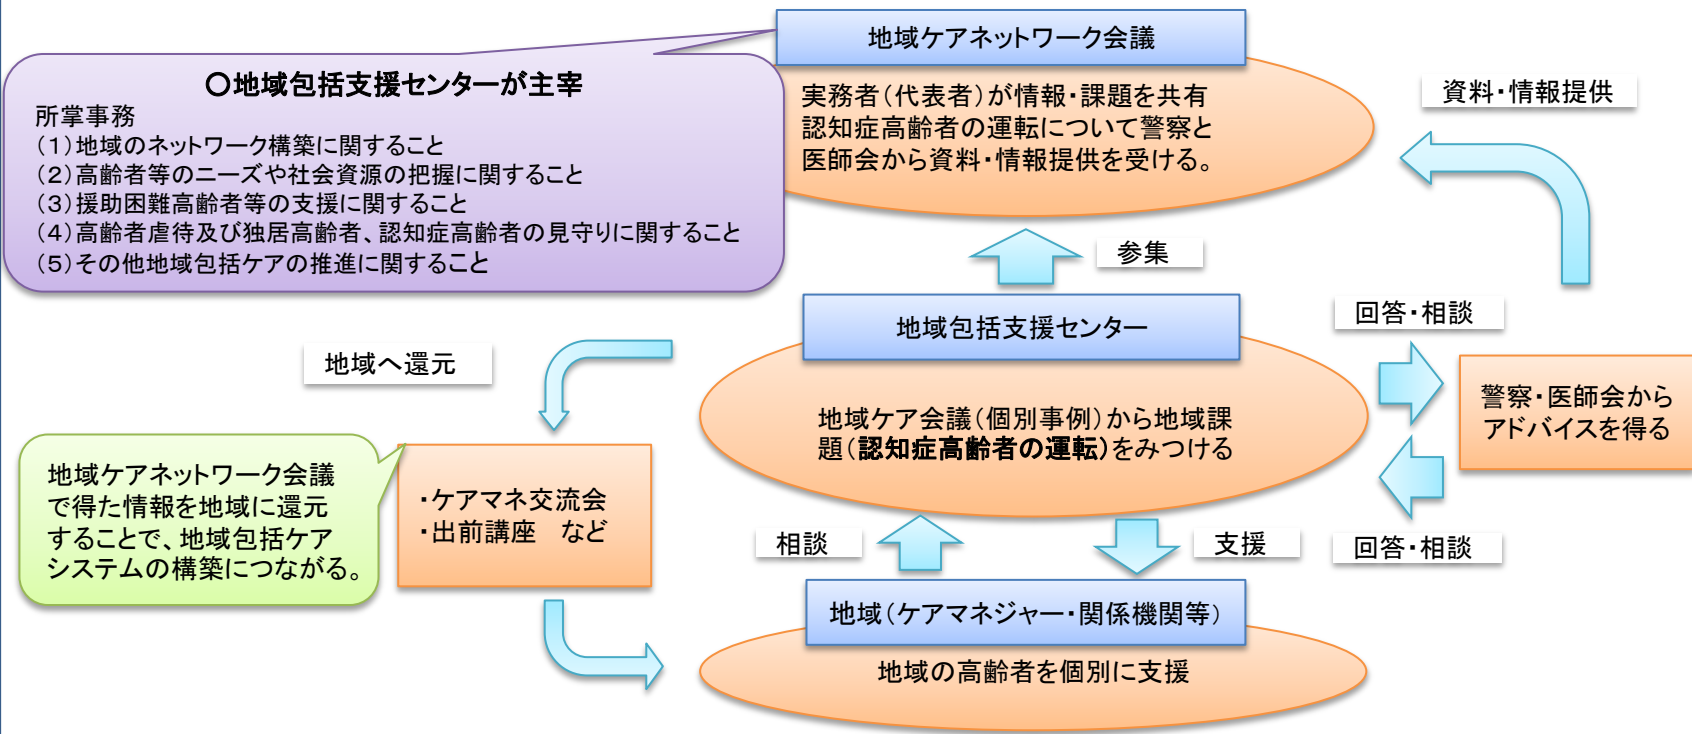 地域ケアネットワーク会議
実務者（代表者）が情報・課題を共有
認知症高齢者の運転について警察と
医師会から資料・情報提供を受ける。
〇地域包括支援センターが主宰
所掌事務
（１）地域のネットワーク構築に関すること
（２）高齢者等のニーズや社会資源の把握に関すること
（３）援助困難高齢者等の支援に関すること
（４）高齢者虐待及び独居高齢者、認知症高齢者の見守りに関すること
（５）その他地域包括ケアの推進に関すること
資料・情報提供
参集
地域包括支援センター
地域ケア会議（個別事例）から地域課
題（認知症高齢者の運転）をみつける
回答・相談
警察・医師会から
アドバイスを得る
回答・相談
地域へ還元
地域ケアネットワーク会議
で得た情報を地域に還元
することで、地域包括ケア
システムの構築につながる。
・ケアマネ交流会
・出前講座　など
相談
支援
地域（ケアマネジャー・関係機関等）
地域の高齢者を個別に支援